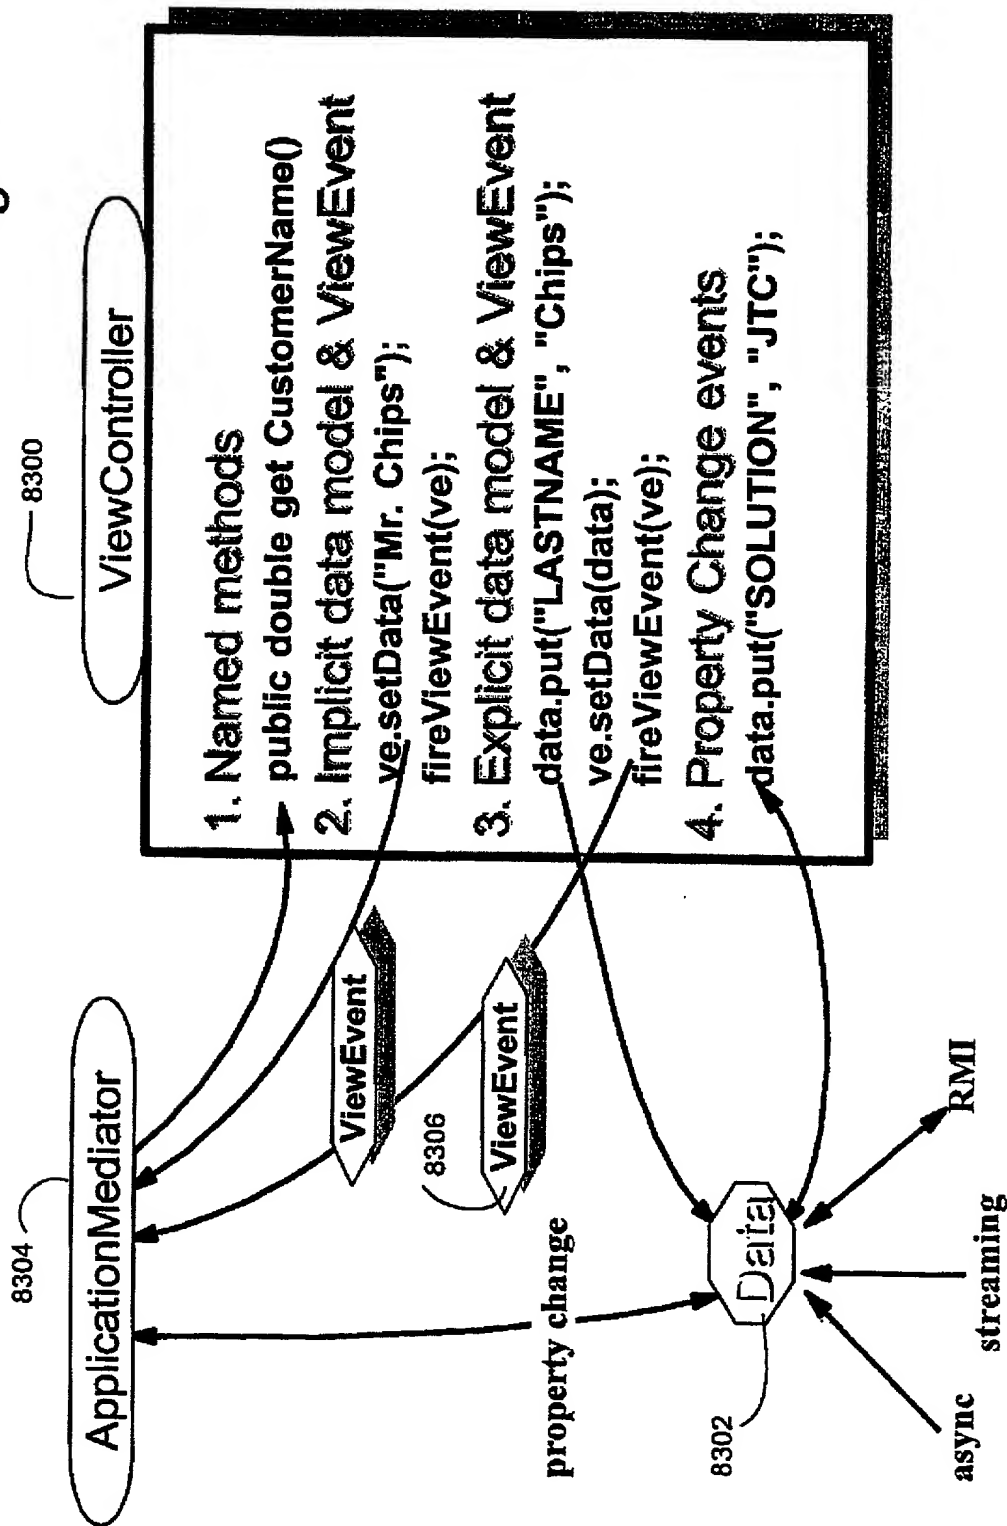 8300
ViewController
1. Named methods
public double get CustomerName()
2. Implicit data model & ViewEvent
ve.setData("Mr. Chips");
fireViewEvent(ve);
3. Explicit data model & ViewEvent
data.put("LASTNAME", "Chips");
ve.setData(data);
fireViewEvent(ve);
4. Property Change events
data.put("SOLUTION", "JTC");
8304
ApplicationMediator
ViewEvent
8306
ViewEvent
property change
8302
Data
async
streaming
RMI